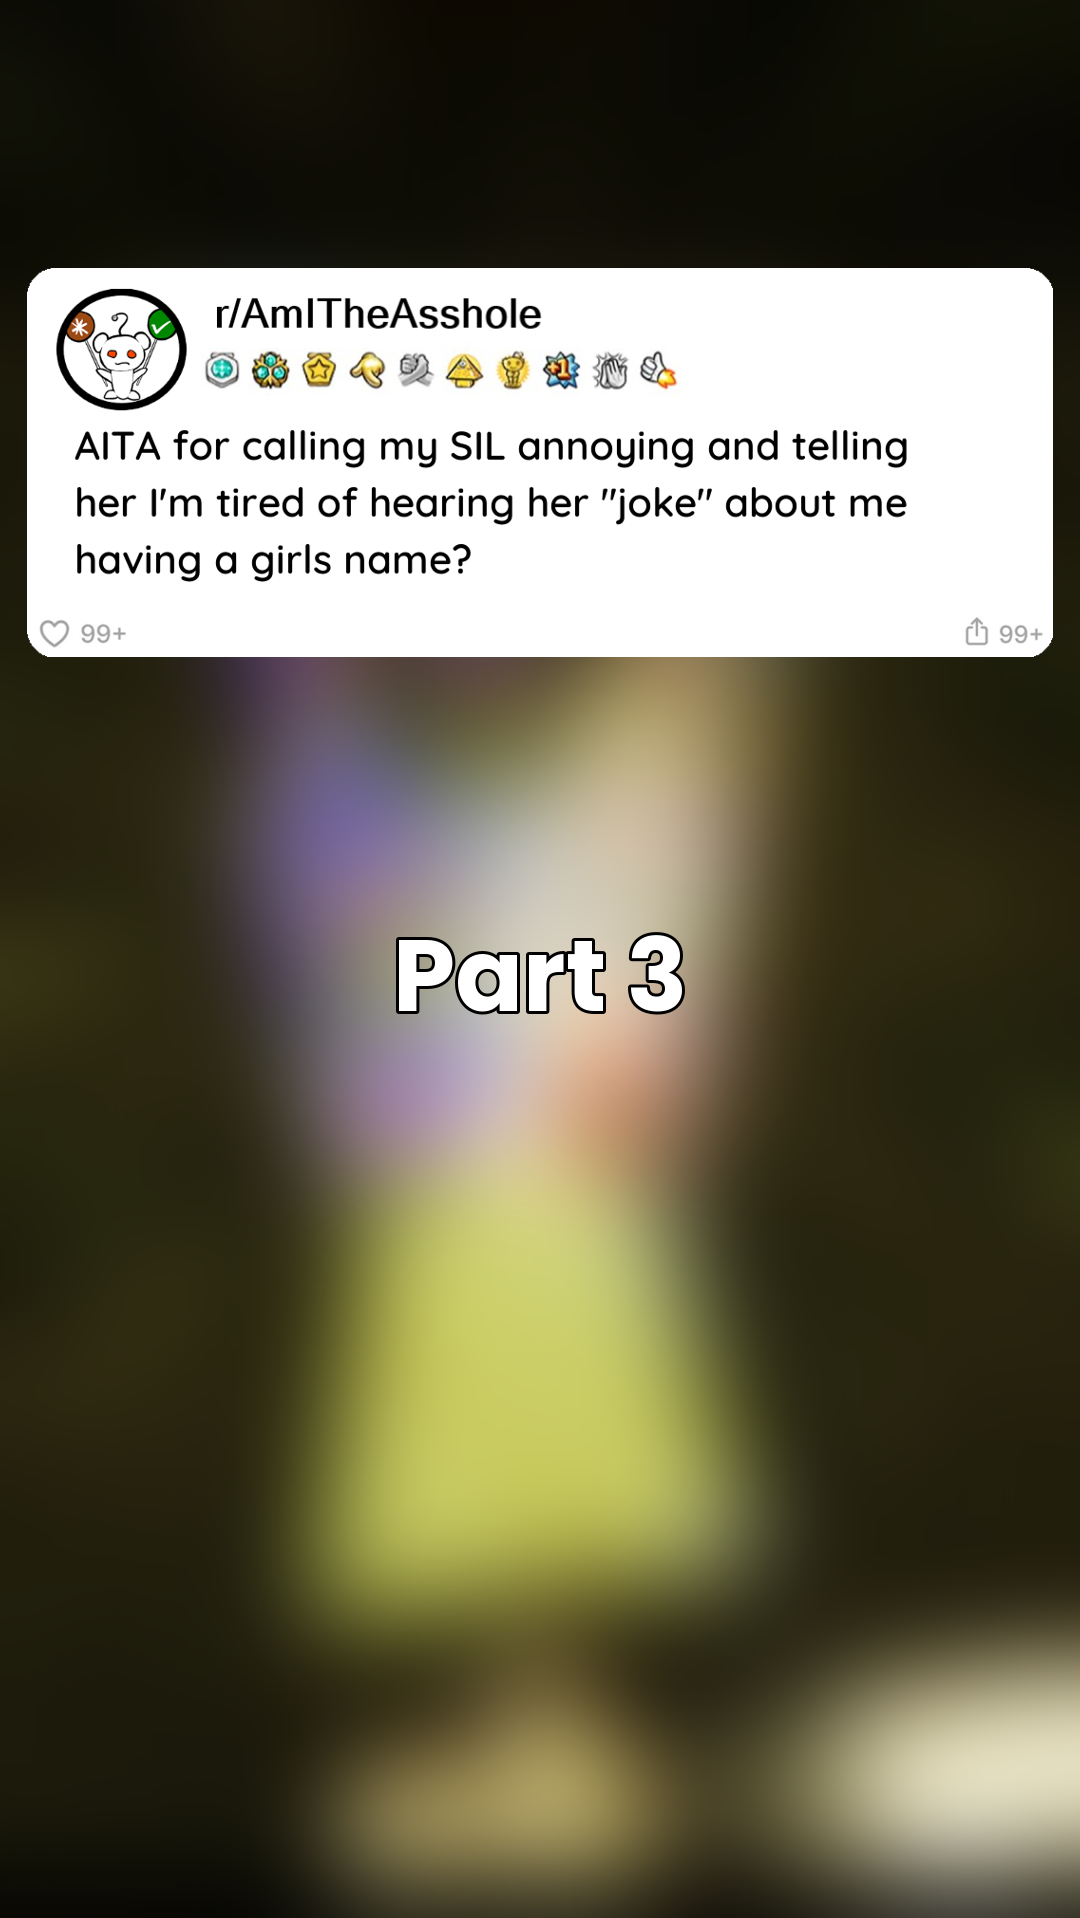 r/AmITheAsshole
AITA for calling my SIL annoying and telling
her I'm tired of hearing her "joke" about me
having a girls name?
99+
99+
Part 3